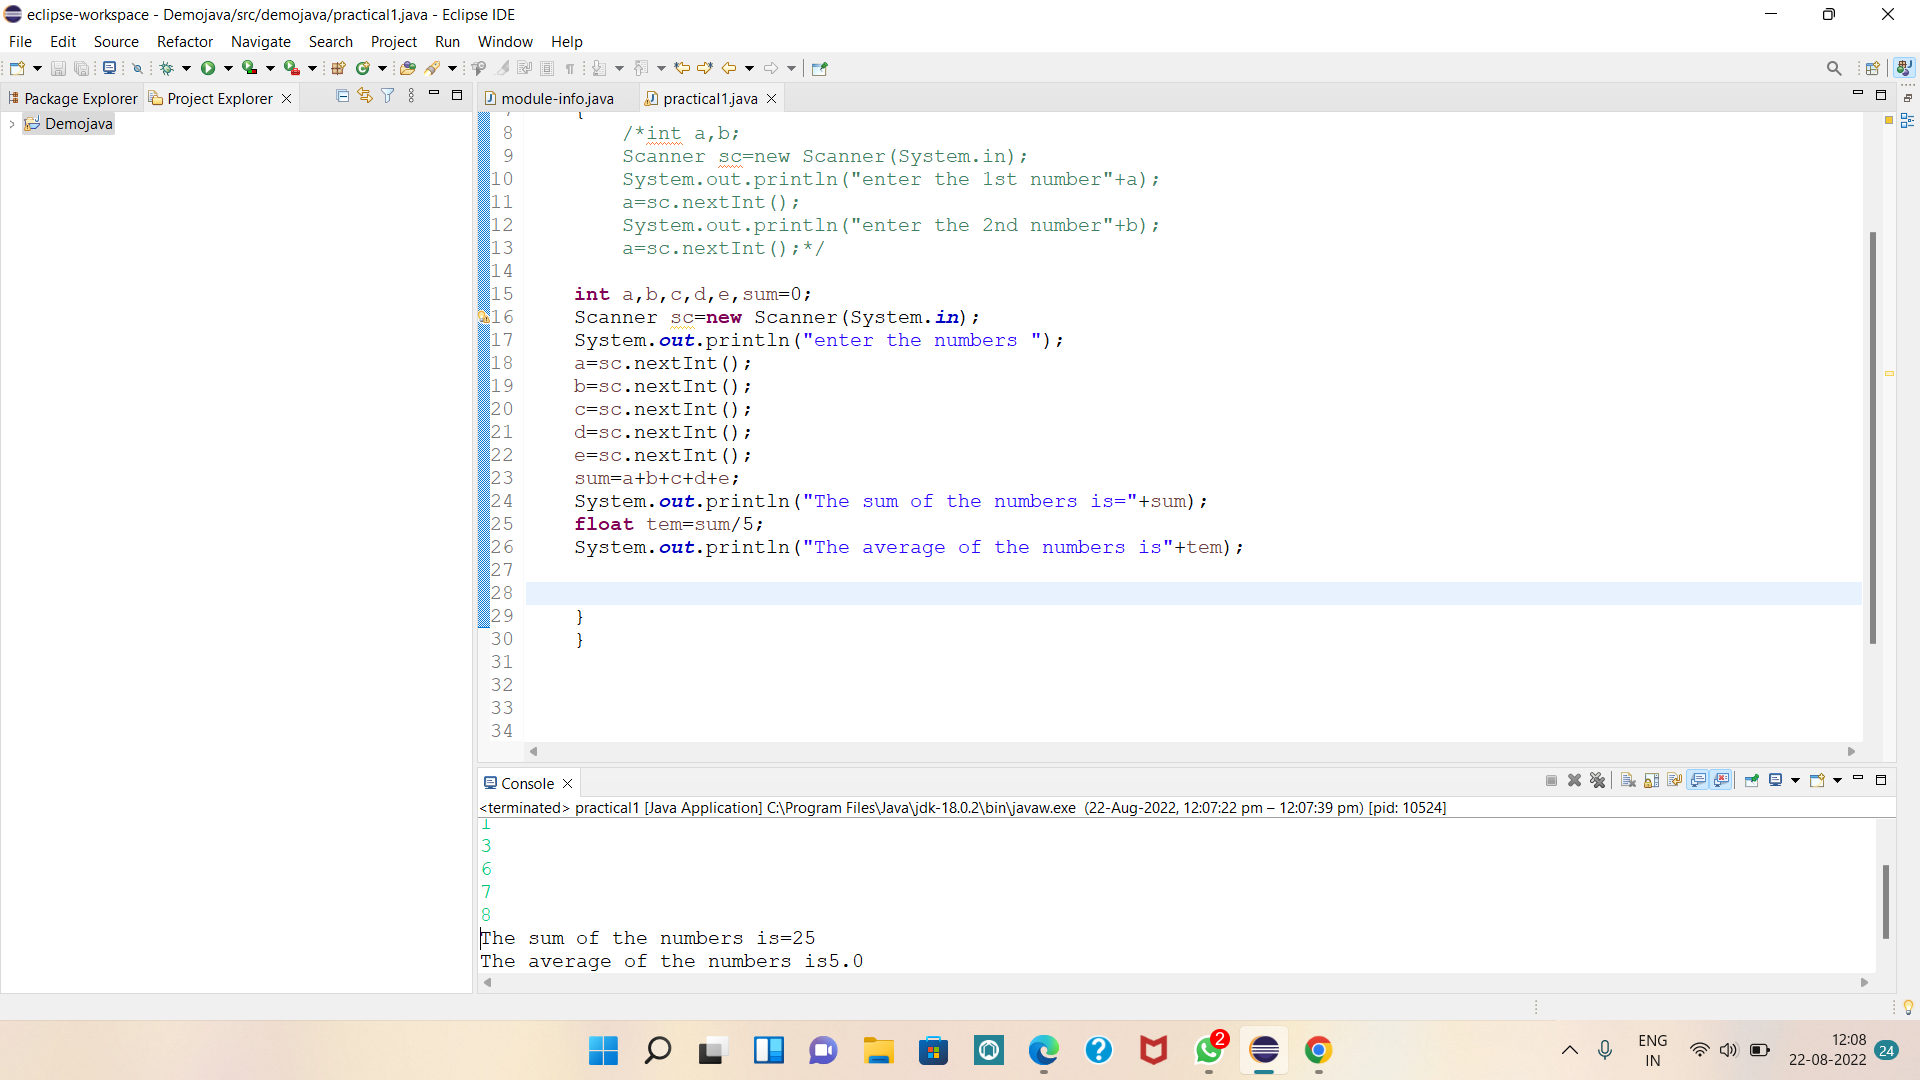 eclipse-workspace - Demojava/src/demojava/practical1.java - Eclipse IDE
File Edit Source Refactor Navigate Search Project Run Window Help
Package Explorer Project Explorer
module-info.java practical1.java
Demojava
8 /*int a,b;
9 Scanner sc=new Scanner(System.in);
10 System.out.println("enter the 1st number"+a);
11 a=sc.nextInt();
12 System.out.println("enter the 2nd number"+b);
13 a=sc.nextInt();*/
14
15 int a,b,c,d,e,sum=0;
16 Scanner sc=new Scanner(System.in);
17 System.out.println("enter the numbers ");
18 a=sc.nextInt();
19 b=sc.nextInt();
20 c=sc.nextInt();
21 d=sc.nextInt();
22 e=sc.nextInt();
23 sum=a+b+c+d+e;
24 System.out.println("The sum of the numbers is="+sum);
25 float tem=sum/5;
26 System.out.println("The average of the numbers is"+tem);
27
28
29 }
30 }
31
32
33
34
Console
<terminated> practical1 [Java Application] C:\Program Files\Java\jdk-18.0.2\bin\javaw.exe (22-Aug-2022, 12:07:22 pm – 12:07:39 pm) [pid: 10524]
1
3
6
7
8
The sum of the numbers is=25
The average of the numbers is5.0
2
ENG
IN
12:08
22-08-2022
24